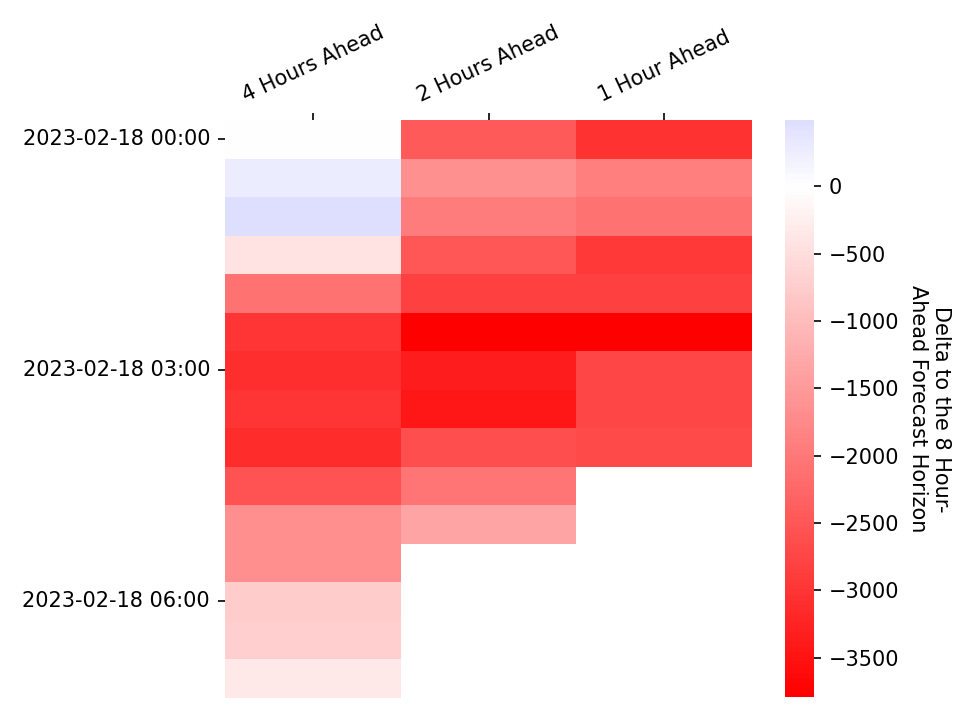 4 Hours Ahead
2 Hours Ahead
1 Hour Ahead
2023-02-18 00:00
2023-02-18 03:00
2023-02-18 06:00
0
−500
−1000
−1500
−2000
−2500
−3000
−3500
Delta to the 8 Hour-
Ahead Forecast Horizon